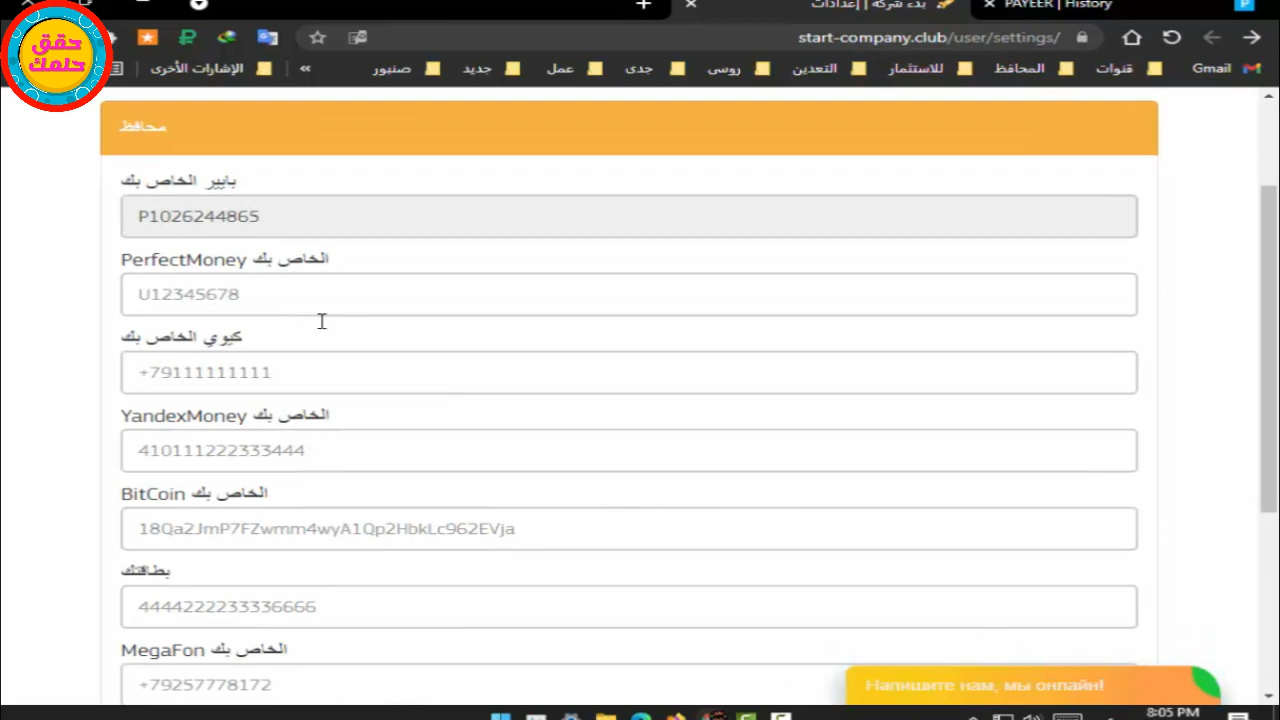 حقق
حلمك
بدء شركة | إعدادات
PAYEER | History
start-company.club/user/settings/
الإشارات الأخرى
»
صنبور
جديد
عمل
جدى
روسى
التعدين
للاستثمار
المحافظ
قنوات
Gmail
محافظ
بايير الخاص بك
P1026244865
PerfectMoney الخاص بك
U12345678
كيوي الخاص بك
+79111111111
YandexMoney الخاص بك
410111222333444
BitCoin الخاص بك
18Qa2JmP7FZwmm4wyA1Qp2HbkLc962EVja
بطاقتك
4444222233336666
MegaFon الخاص بك
+79257778172
Напишите нам, мы онлайн!
8:05 PM